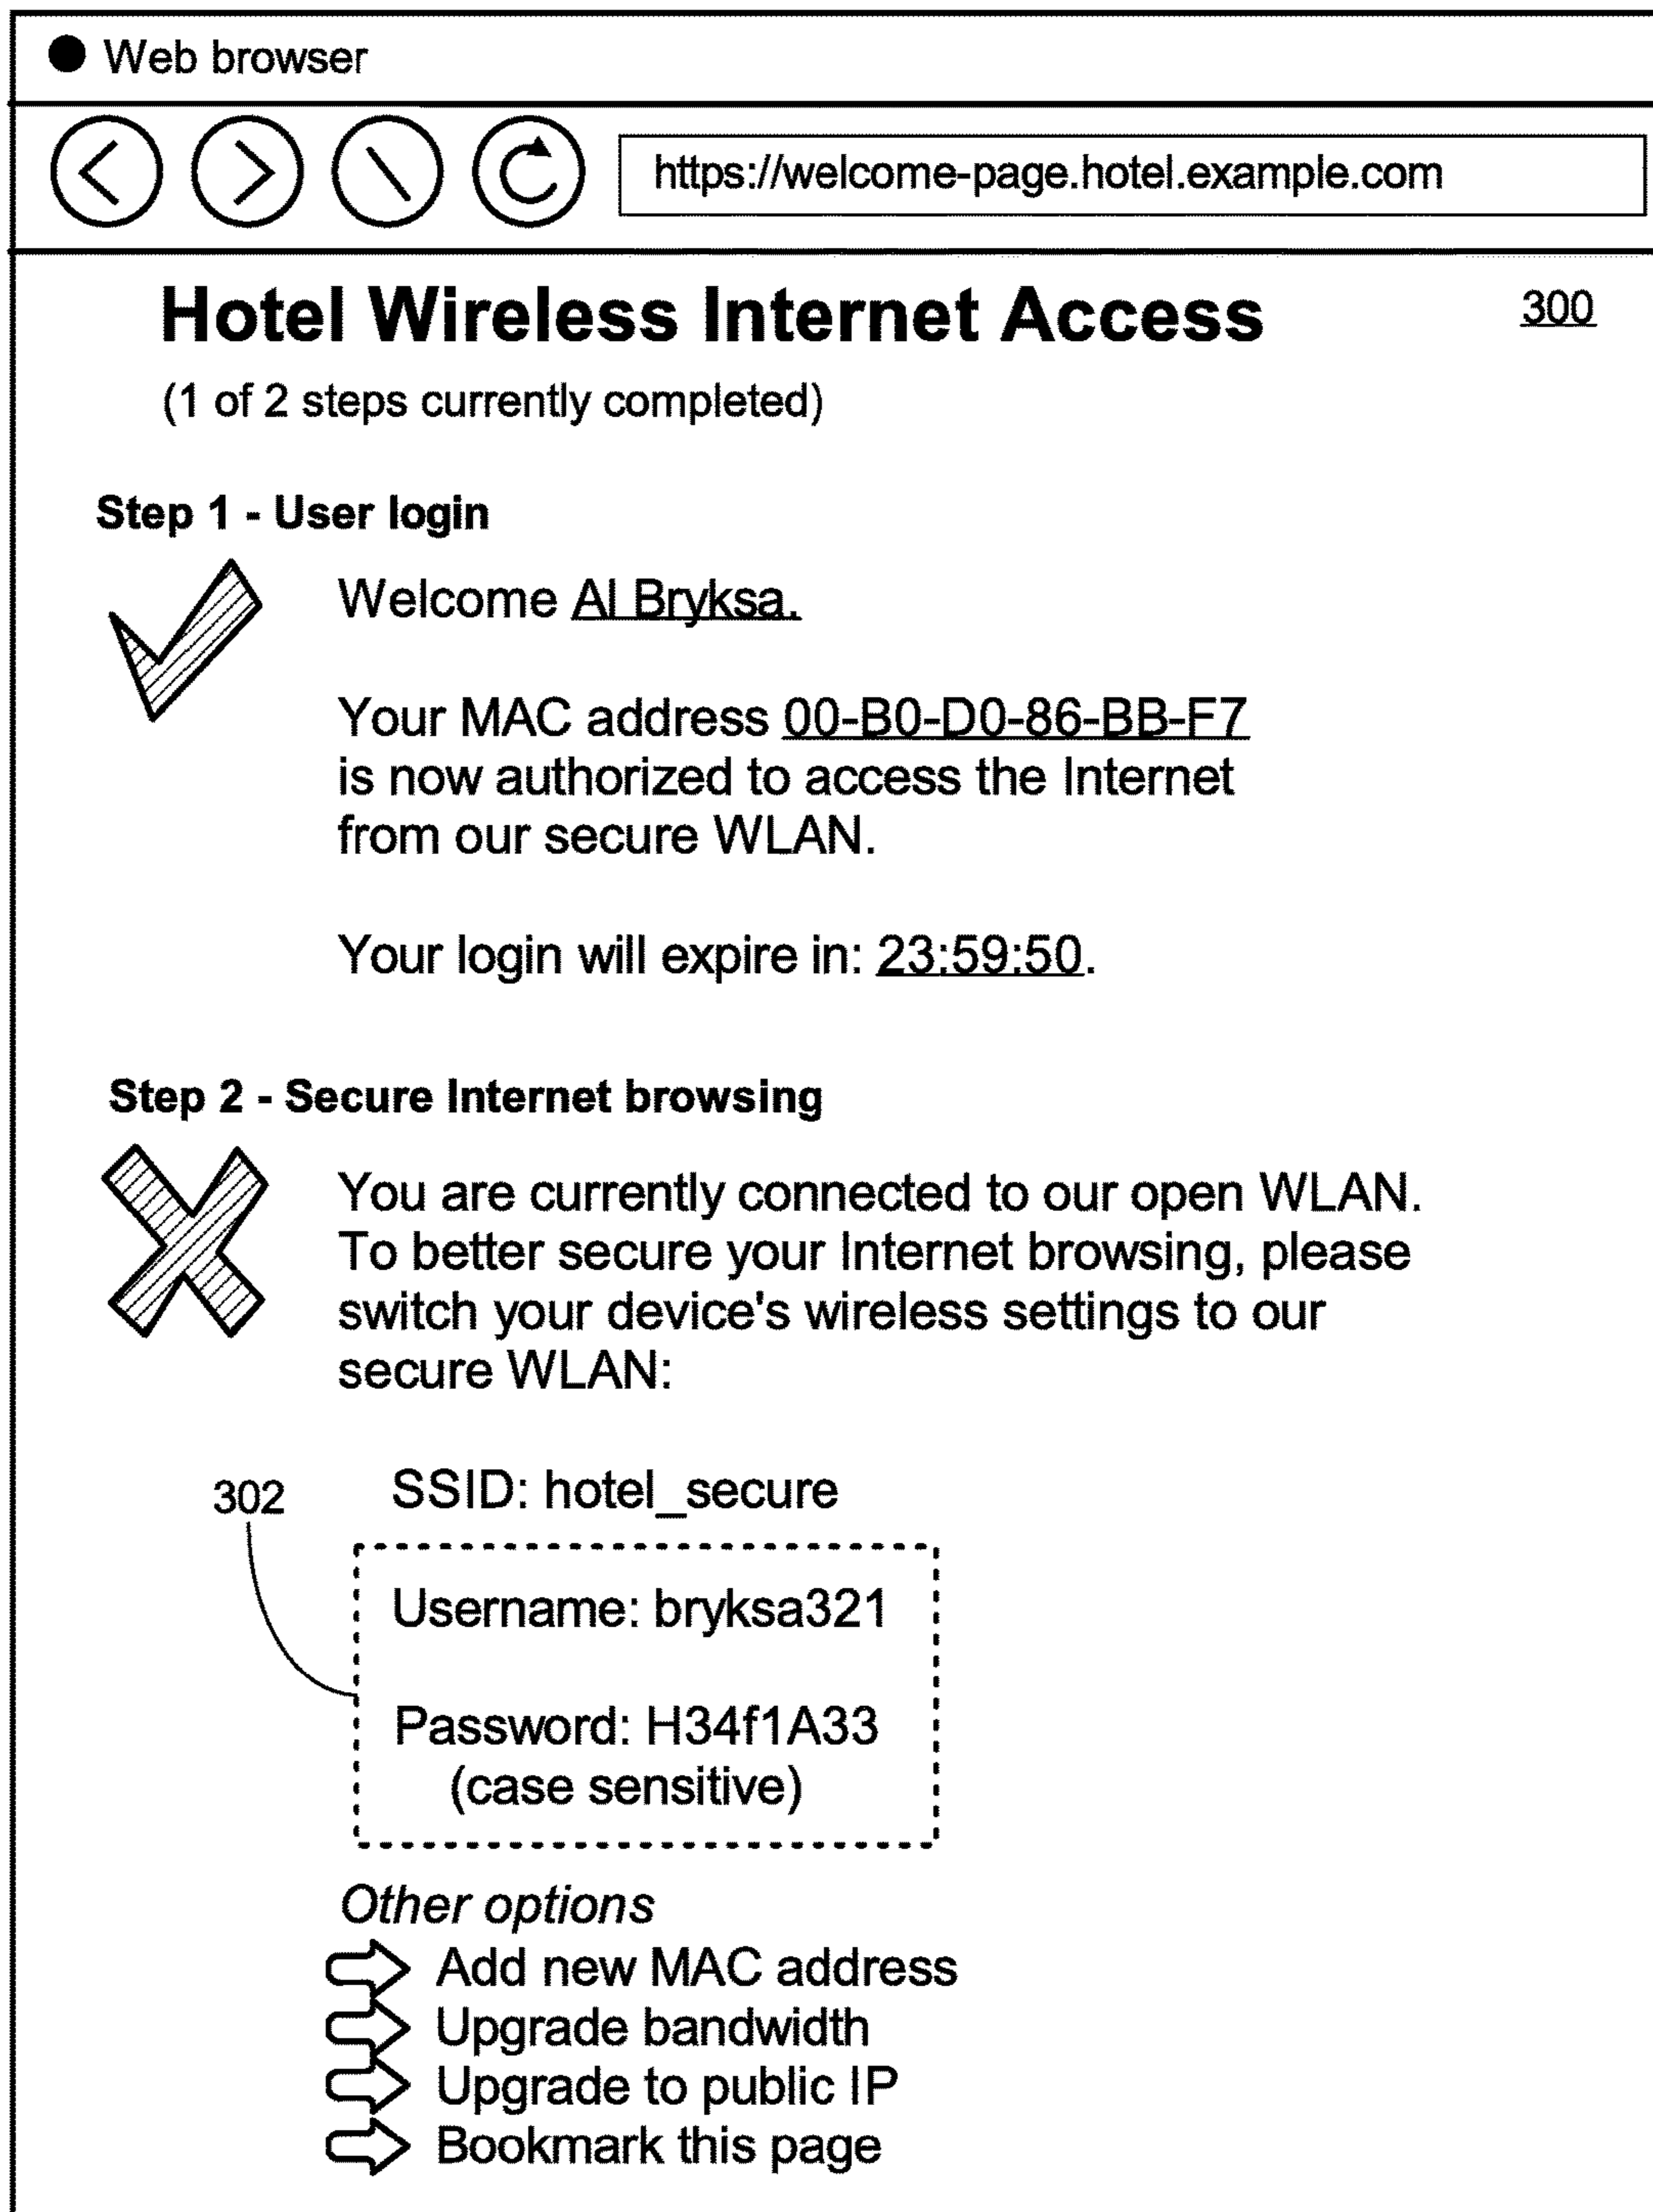 Web browser
https://welcome-page.hotel.example.com
Hotel Wireless Internet Access
300
(1 of 2 steps currently completed)
Step 1 - User login
Welcome Al Bryksa.
Your MAC address 00-B0-D0-86-BB-F7
is now authorized to access the Internet
from our secure WLAN.
Your login will expire in: 23:59:50.
Step 2 - Secure Internet browsing
You are currently connected to our open WLAN.
To better secure your Internet browsing, please
switch your device's wireless settings to our
secure WLAN:
302
SSID: hotel_secure
Username: bryksa321
Password: H34f1A33
(case sensitive)
Other options
Add new MAC address
Upgrade bandwidth
Upgrade to public IP
Bookmark this page